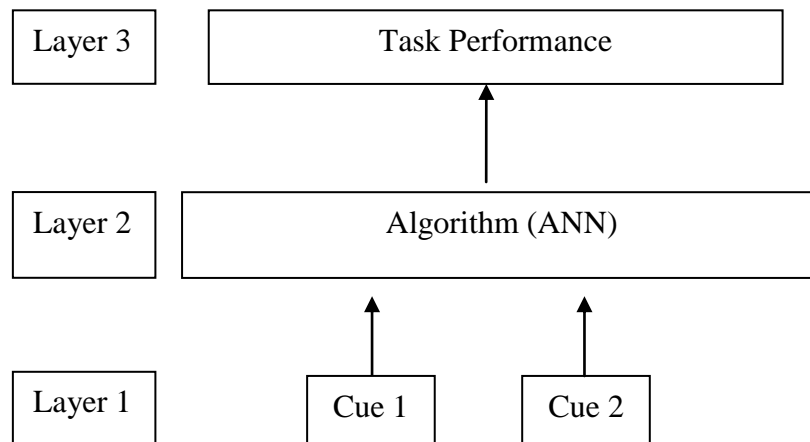 Layer 3
Task Performance
Layer 2
Algorithm (ANN)
Layer 1
Cue 1
Cue 2